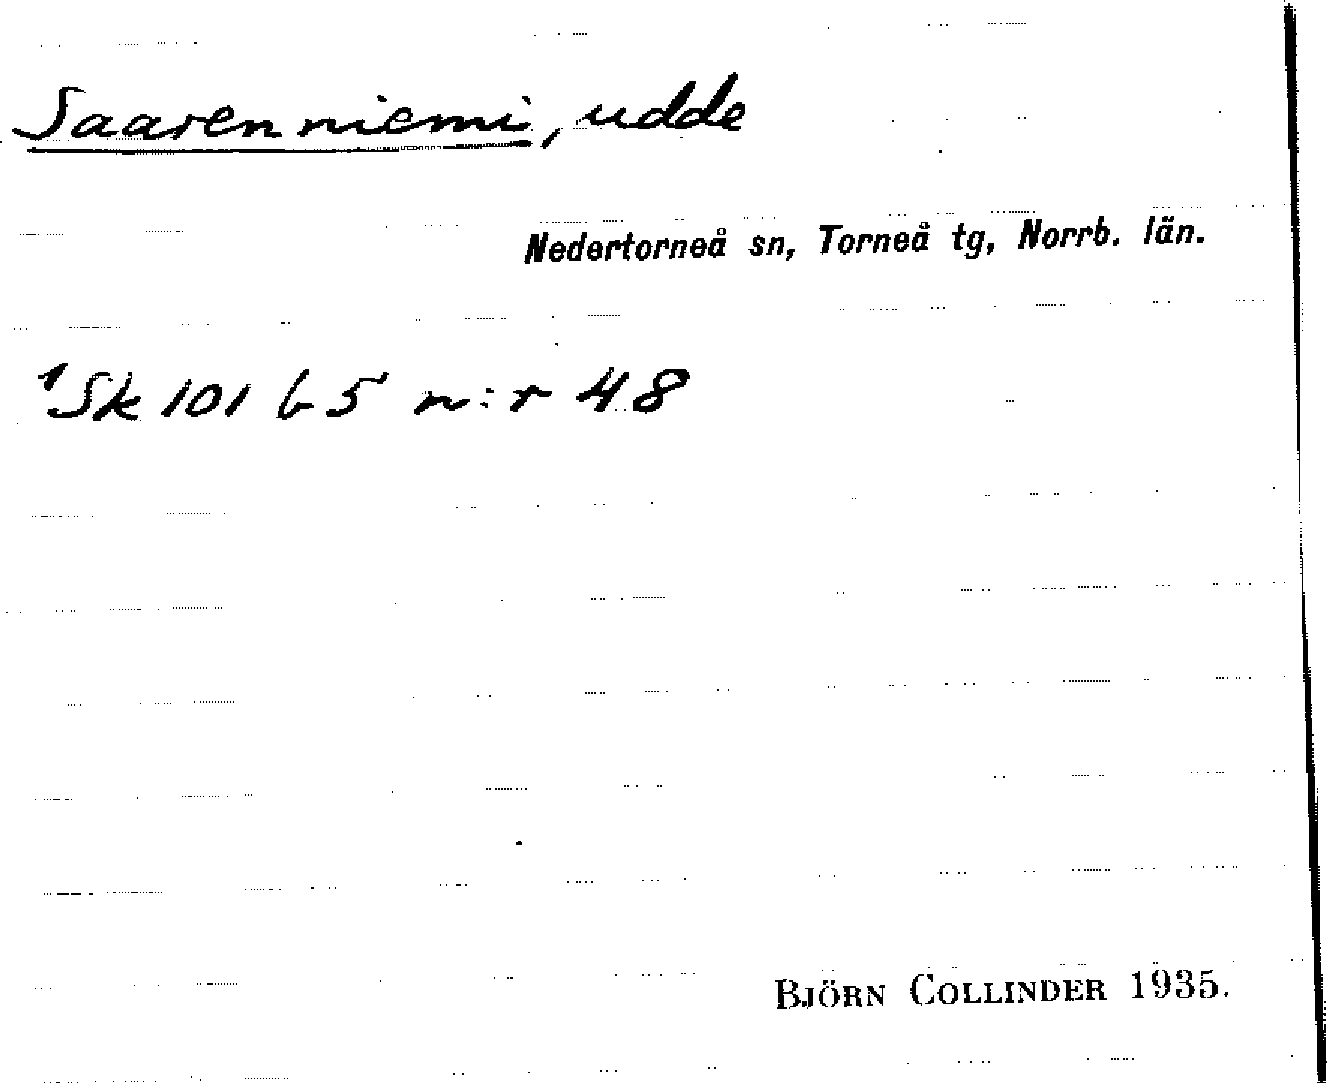 Saarenniemi, udde
Nedertorneå sn, Torneå tg, Norrb. län.
1Sk 101 b 5 n:r 48
BJÖRN COLLINDER 1935.